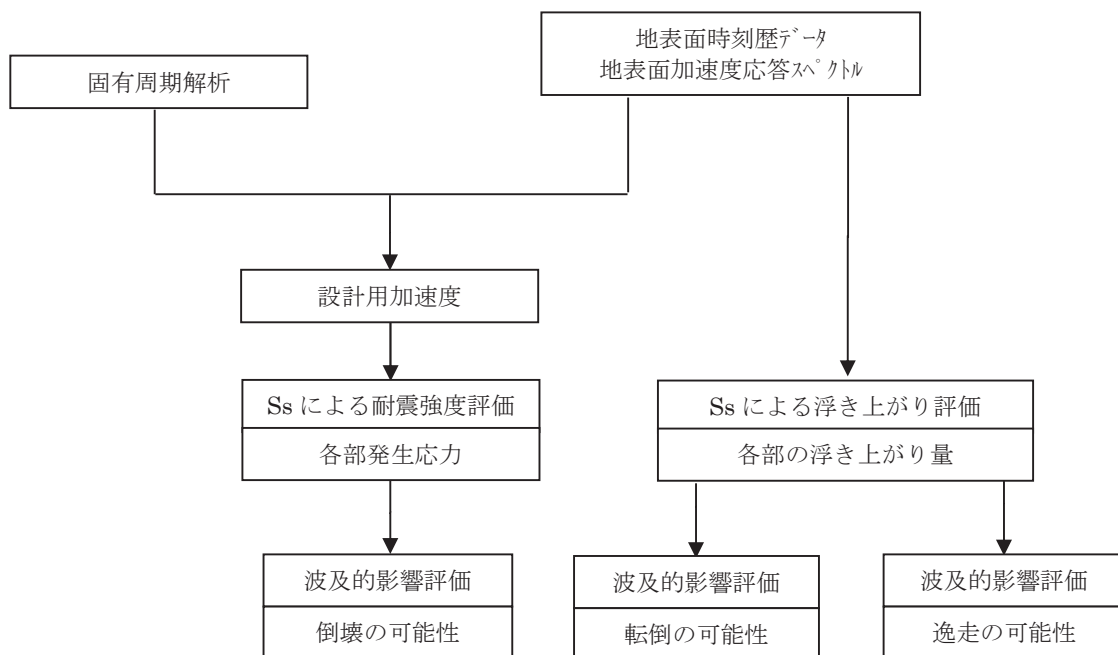 地表面時刻歴ﾃﾞｰﾀ
地表面加速度応答ｽﾍﾟｸﾄﾙ
固有周期解析
設計用加速度
Ss による耐震強度評価
各部発生応力
Ss による浮き上がり評価
各部の浮き上がり量
波及的影響評価
倒壊の可能性
波及的影響評価
転倒の可能性
波及的影響評価
逸走の可能性